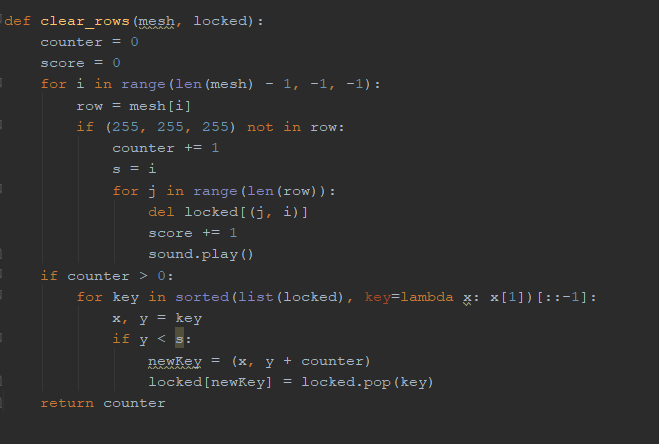 def clear_rows(mesh, locked):
    counter = 0
    score = 0
    for i in range(len(mesh) - 1, -1, -1):
        row = mesh[i]
        if (255, 255, 255) not in row:
            counter += 1
            s = i
            for j in range(len(row)):
                del locked[(j, i)]
                score += 1
                sound.play()
    if counter > 0:
        for key in sorted(list(locked), key=lambda x: x[1])[::-1]:
            x, y = key
            if y < s:
                newKey = (x, y + counter)
                locked[newKey] = locked.pop(key)
    return counter